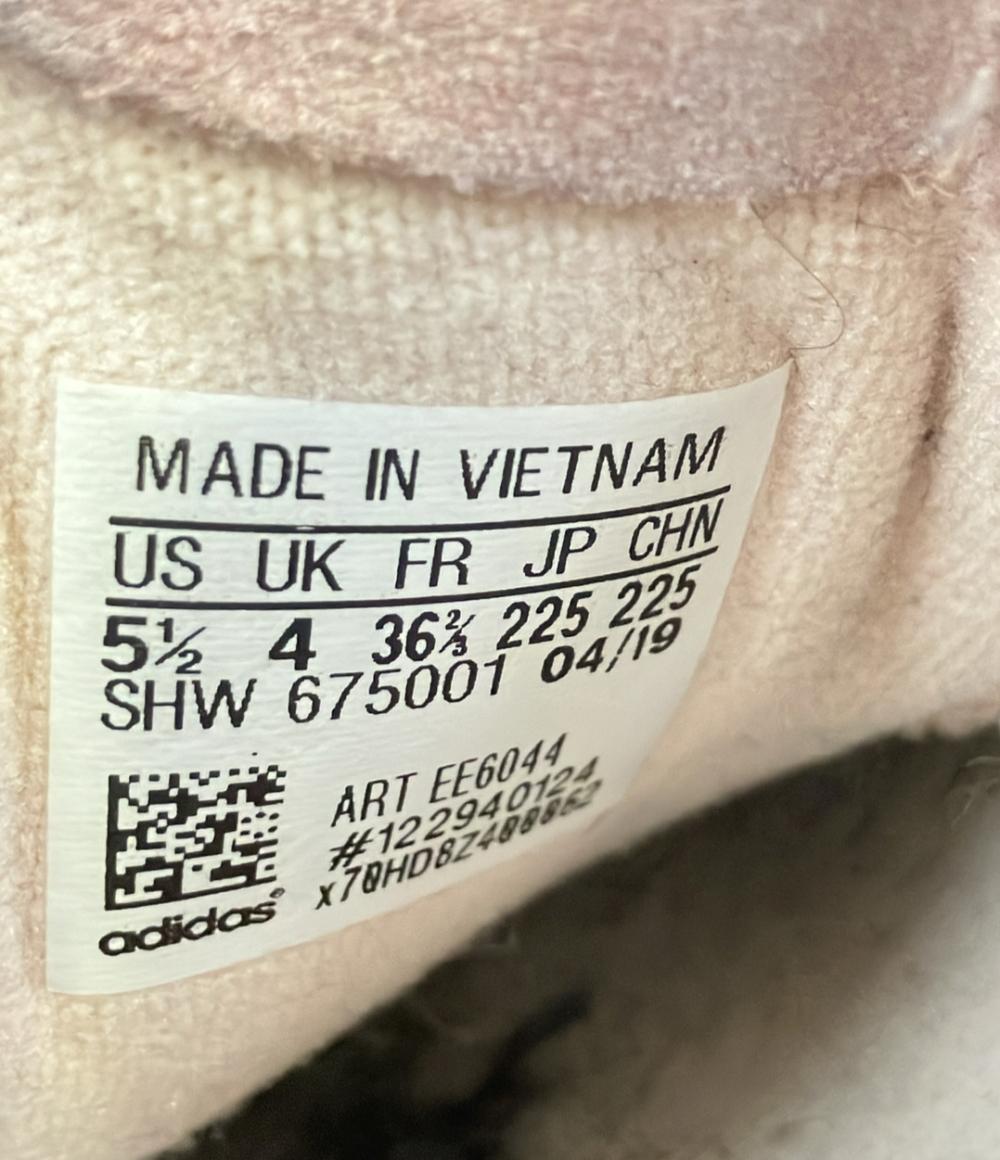 MADE IN VIETNAM
US UK FR JP CHN
5½ 4 36⅔ 225 225
SHW 675001 04/19
ART EE6044
#122940124
adidas®